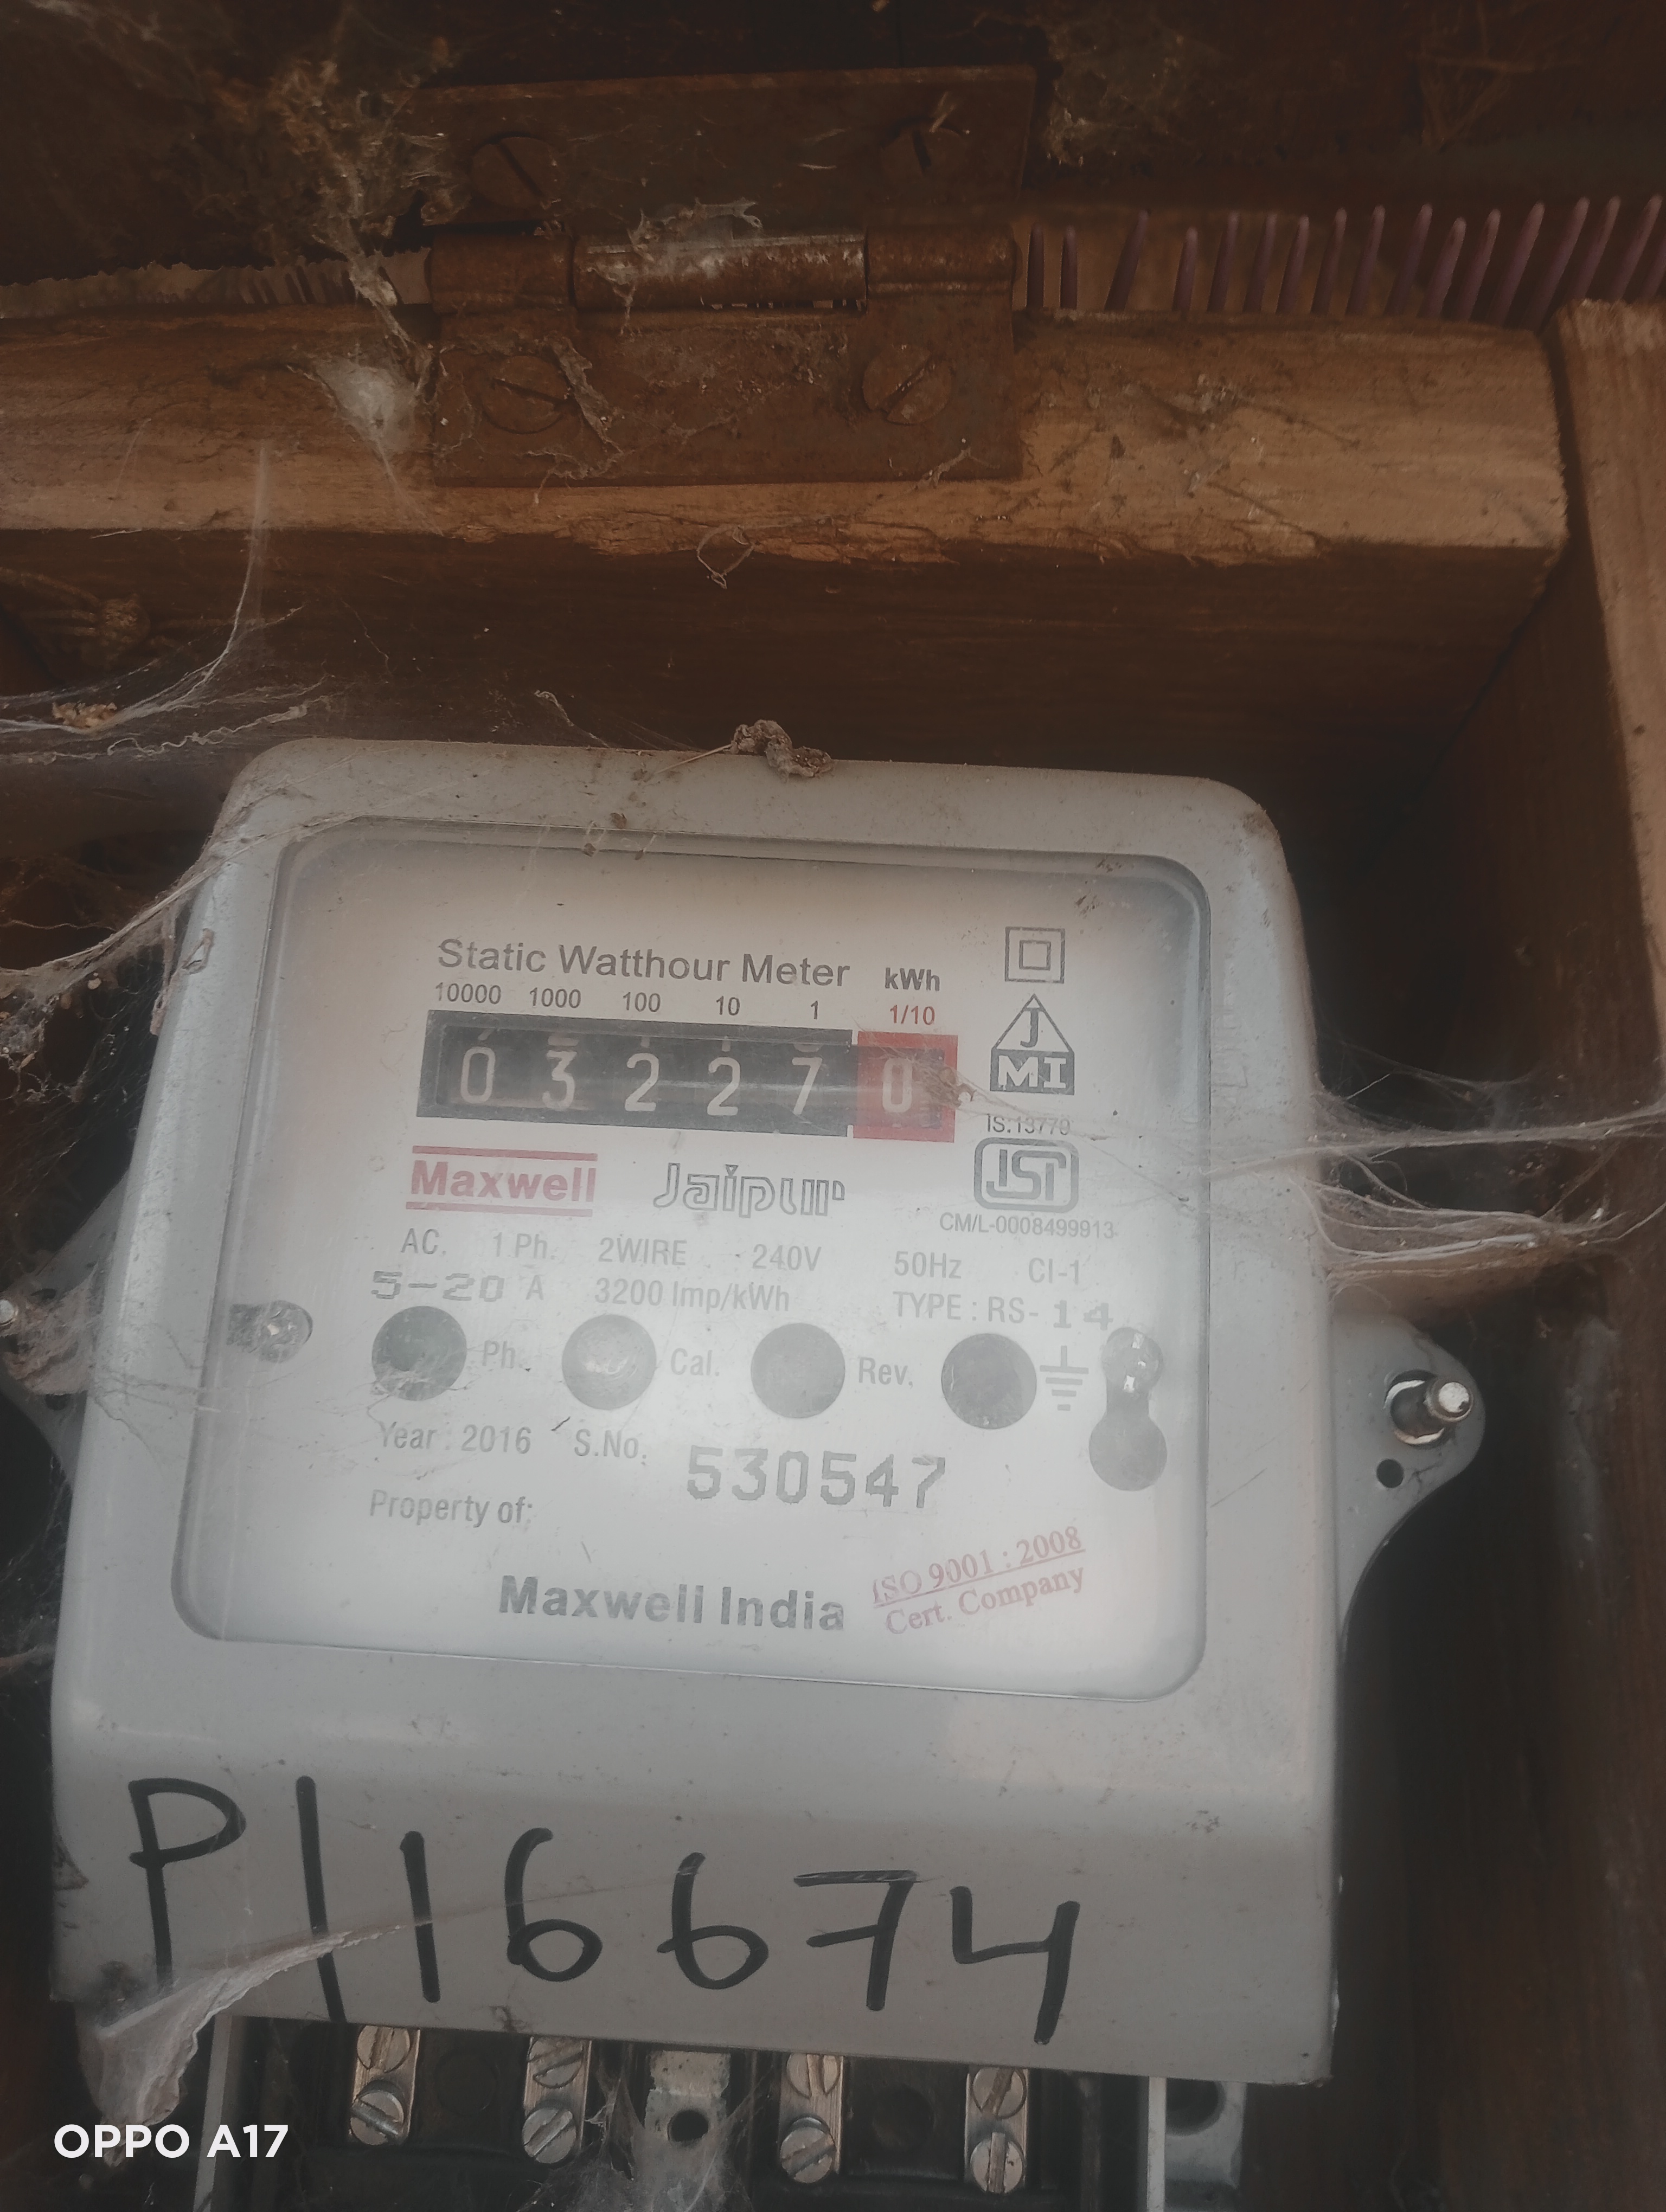 Static Watthour Meter kWh
10000 1000 100 10 1 1/10
0 3 2 2 7 0
J
MI
IS:13779
ISI
CM/L-0008499913
Maxwell Jaipur
AC. 1 Ph. 2WIRE 240V 50Hz Cl-1
5-20 A 3200 Imp/kWh TYPE : RS-14
Ph. Cal. Rev.
Year : 2016 S.No. 530547
Property of:
Maxwell India
ISO 9001 : 2008
Cert. Company
P/16674
OPPO A17